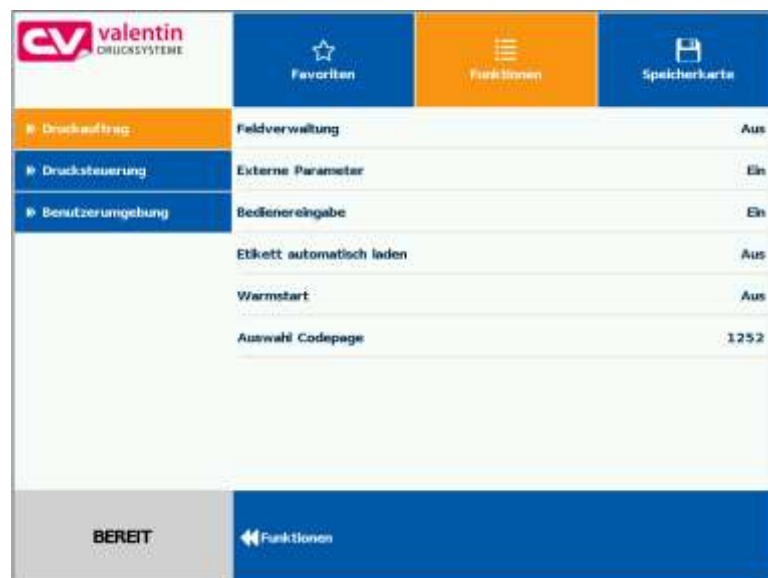 CV valentin
DRUCKSYSTEME
Favoriten
Funktionen
Speicherkarte
Druckauftrag
Drucksteuerung
Benutzerumgebung
Feldverwaltung Aus
Externe Parameter Ein
Bedienereingabe Ein
Etikett automatisch laden Aus
Warmstart Aus
Auswahl Codepage 1252
BEREIT
Funktionen